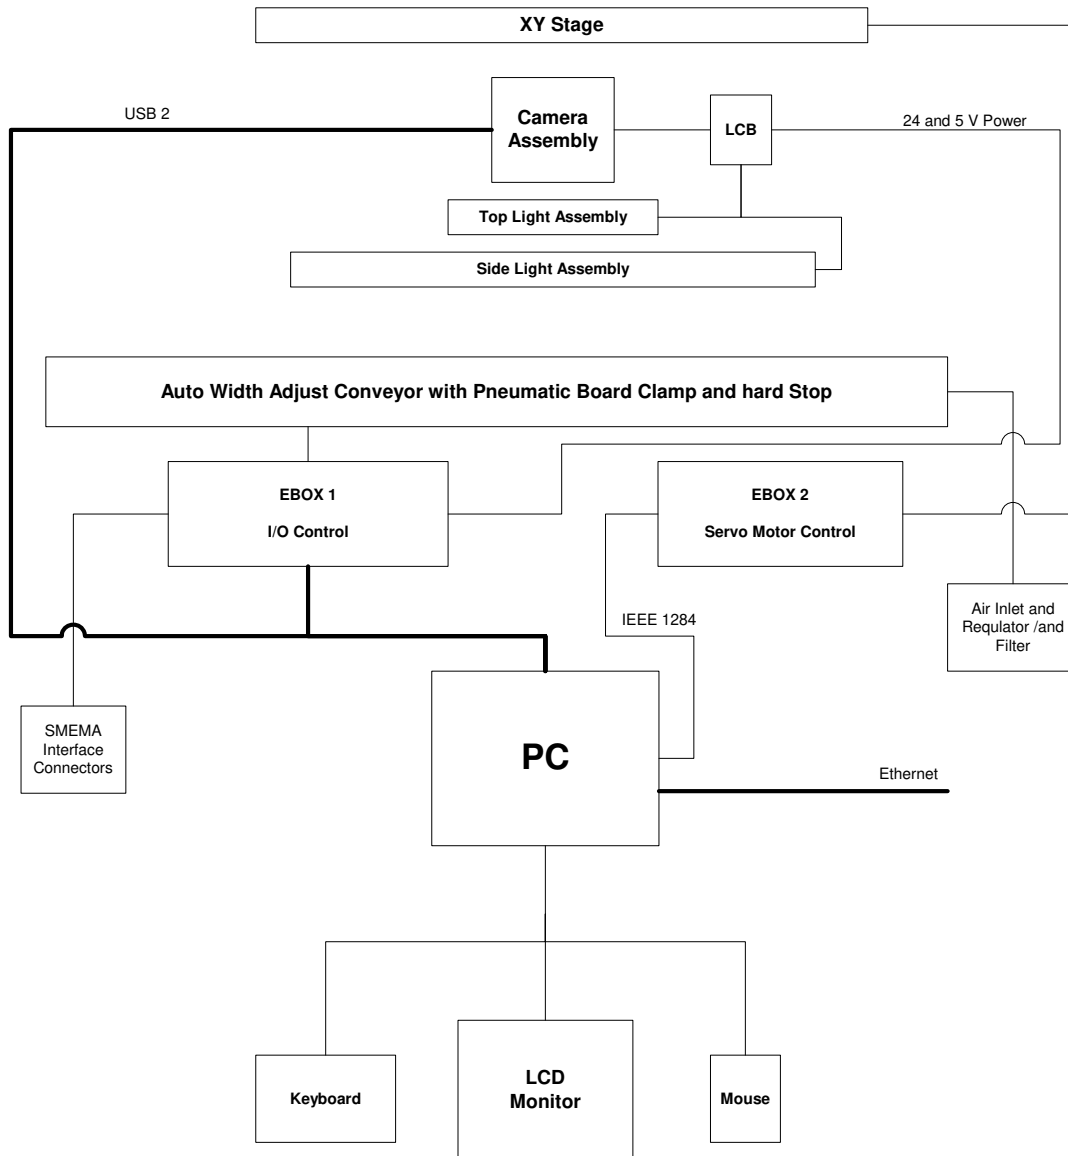 XY Stage
USB 2
Camera
Assembly
LCB
24 and 5 V Power
Top Light Assembly
Side Light Assembly
Auto Width Adjust Conveyor with Pneumatic Board Clamp and hard Stop
EBOX 1
I/O Control
EBOX 2
Servo Motor Control
IEEE 1284
Air Inlet and
Requlator /and
Filter
SMEMA
Interface
Connectors
PC
Ethernet
Keyboard
LCD
Monitor
Mouse